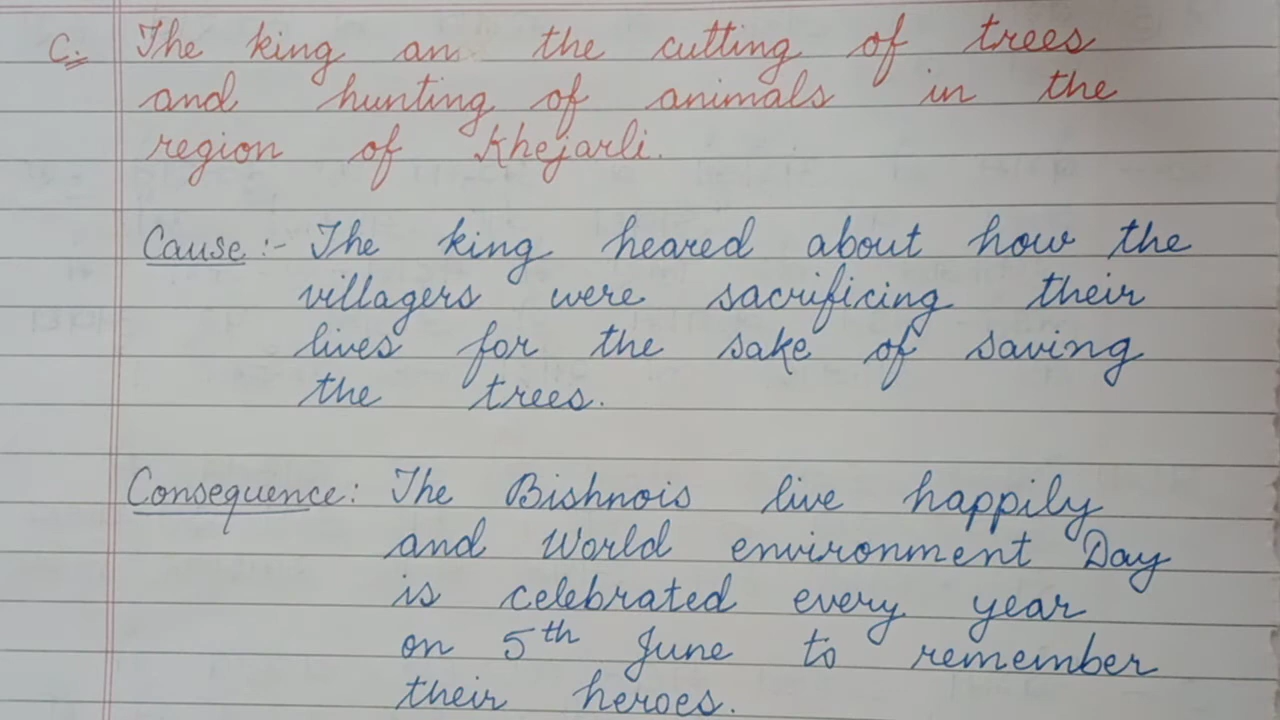 C. The king an the cutting of trees
and hunting of animals in the
region of Khejarli.
Cause :- The king heared about how the
villagers were sacrificing their
lives for the sake of saving
the trees.
Consequence: The Bishnois live happily
and World environment Day
is celebrated every year
on 5th June to remember
their heroes.